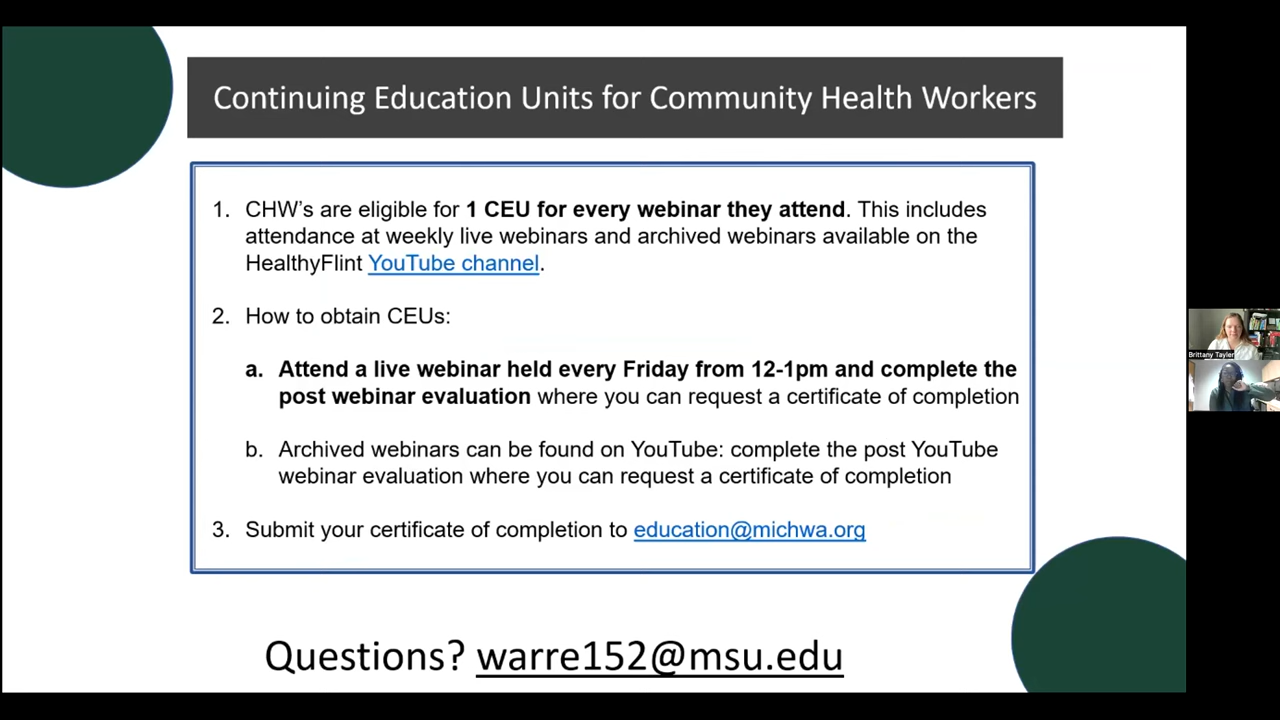 Continuing Education Units for Community Health Workers
1. CHW's are eligible for 1 CEU for every webinar they attend. This includes
attendance at weekly live webinars and archived webinars available on the
HealthyFlint YouTube channel.
2. How to obtain CEUs:
a. Attend a live webinar held every Friday from 12-1pm and complete the
post webinar evaluation where you can request a certificate of completion
b. Archived webinars can be found on YouTube: complete the post YouTube
webinar evaluation where you can request a certificate of completion
3. Submit your certificate of completion to education@michwa.org
Questions? warre152@msu.edu
Brittany Tayler